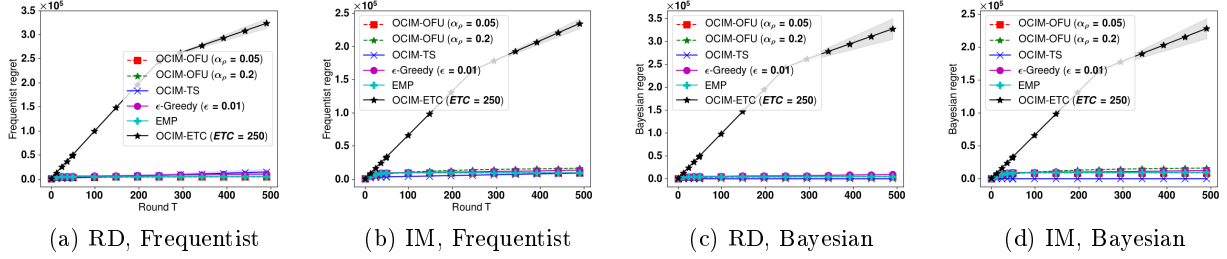 ×10⁵
3.5
3.0
2.5
2.0
1.5
1.0
0.5
0.0
Frequentist regret
OCIM-OFU (αρ = 0.05)
OCIM-OFU (αρ = 0.2)
OCIM-TS
ϵ-Greedy (ϵ = 0.01)
EMP
OCIM-ETC (ETC = 250)
0 100 200 300 400 500
Round T
(a) RD, Frequentist
×10⁵
2.5
2.0
1.5
1.0
0.5
0.0
Frequentist regret
OCIM-OFU (αρ = 0.05)
OCIM-OFU (αρ = 0.2)
OCIM-TS
ϵ-Greedy (ϵ = 0.01)
EMP
OCIM-ETC (ETC = 250)
0 100 200 300 400 500
Round T
(b) IM, Frequentist
×10⁵
3.5
3.0
2.5
2.0
1.5
1.0
0.5
0.0
Bayesian regret
OCIM-OFU (αρ = 0.05)
OCIM-OFU (αρ = 0.2)
OCIM-TS
ϵ-Greedy (ϵ = 0.01)
EMP
OCIM-ETC (ETC = 250)
0 100 200 300 400 500
Round T
(c) RD, Bayesian
×10⁵
2.5
2.0
1.5
1.0
0.5
0.0
Bayesian regret
OCIM-OFU (αρ = 0.05)
OCIM-OFU (αρ = 0.2)
OCIM-TS
ϵ-Greedy (ϵ = 0.01)
EMP
OCIM-ETC (ETC = 250)
0 100 200 300 400 500
Round T
(d) IM, Bayesian